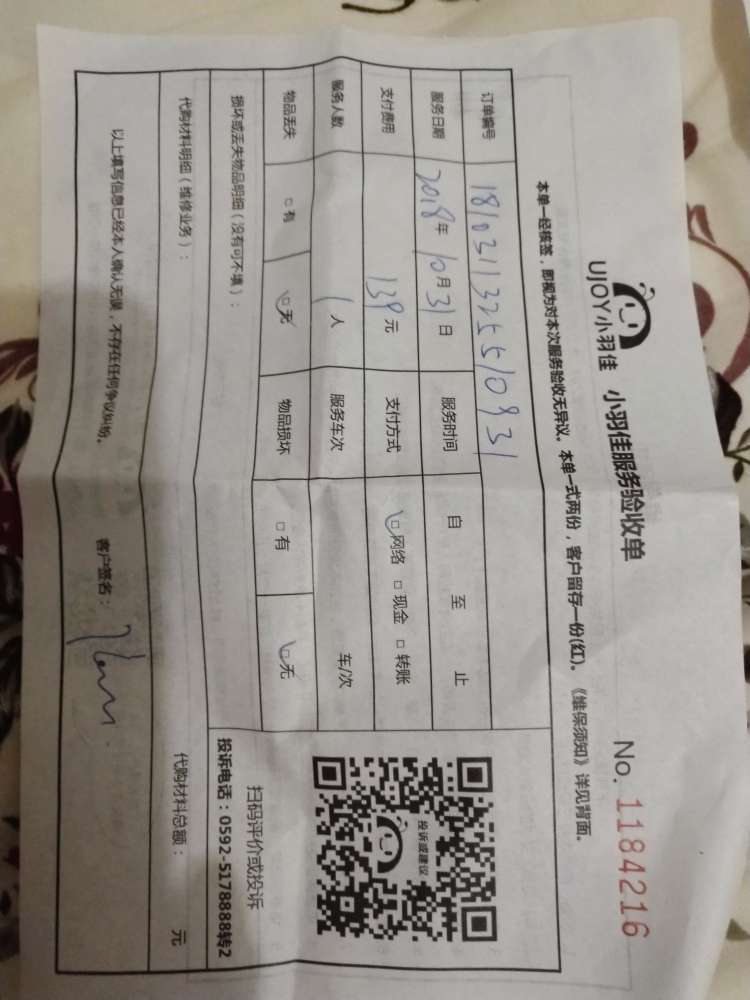 UJOY小羽佳 小羽佳服务验收单 No. 1184216
本单一经核签，即视为对本次服务验收无异议。本单一式两份，客户留存一份(红)。《维保须知》详见背面。
订单编号 1810311325510931
服务日期 2018年10月31日 服务时间 自 至 止
支付费用 139元 支付方式 □网络 □现金 □转账
服务人数 1人 服务车次 车/次
物品丢失 □有 □无 物品损坏 □有 □无
损坏或丢失物品明细（没有可不填）：
投诉或建议
扫码评价或投诉
投诉电话：0592-5178888转2
代购材料明细（维修业务）： 代购材料总额： 元
以上填写信息已经本人确认无误，不存在任何争议纠纷。 客户签名：